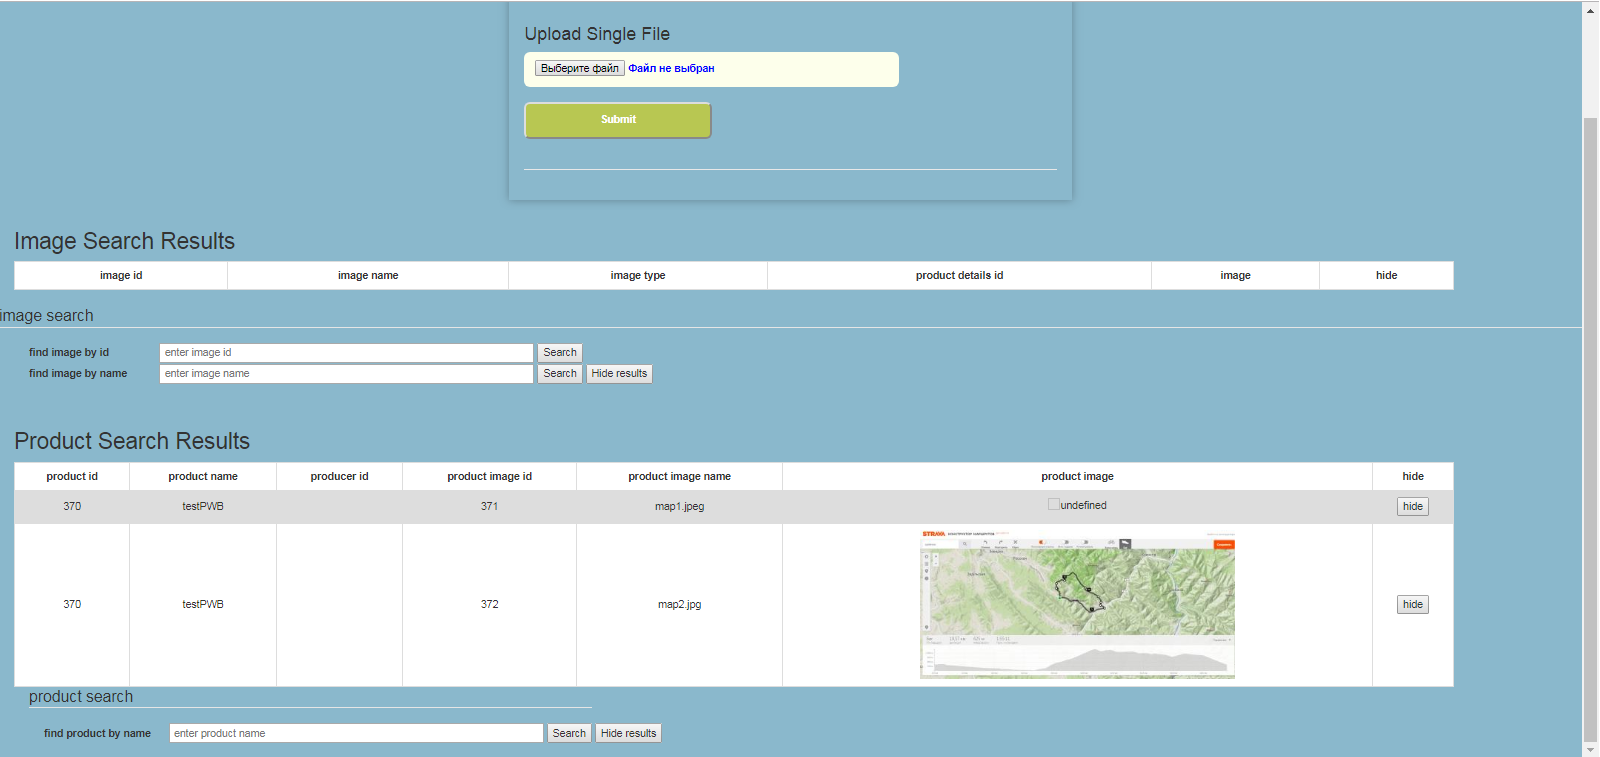 Upload Single File
Выберите файл Файл не выбран
Submit
Image Search Results
image id image name image type product details id image hide
image search
find image by id enter image id Search
find image by name enter image name Search Hide results
Product Search Results
product id product name producer id product image id product image name product image hide
370 testPWB 371 map1.jpeg undefined hide
STRAVA
370 testPWB 372 map2.jpg hide
product search
find product by name enter product name Search Hide results